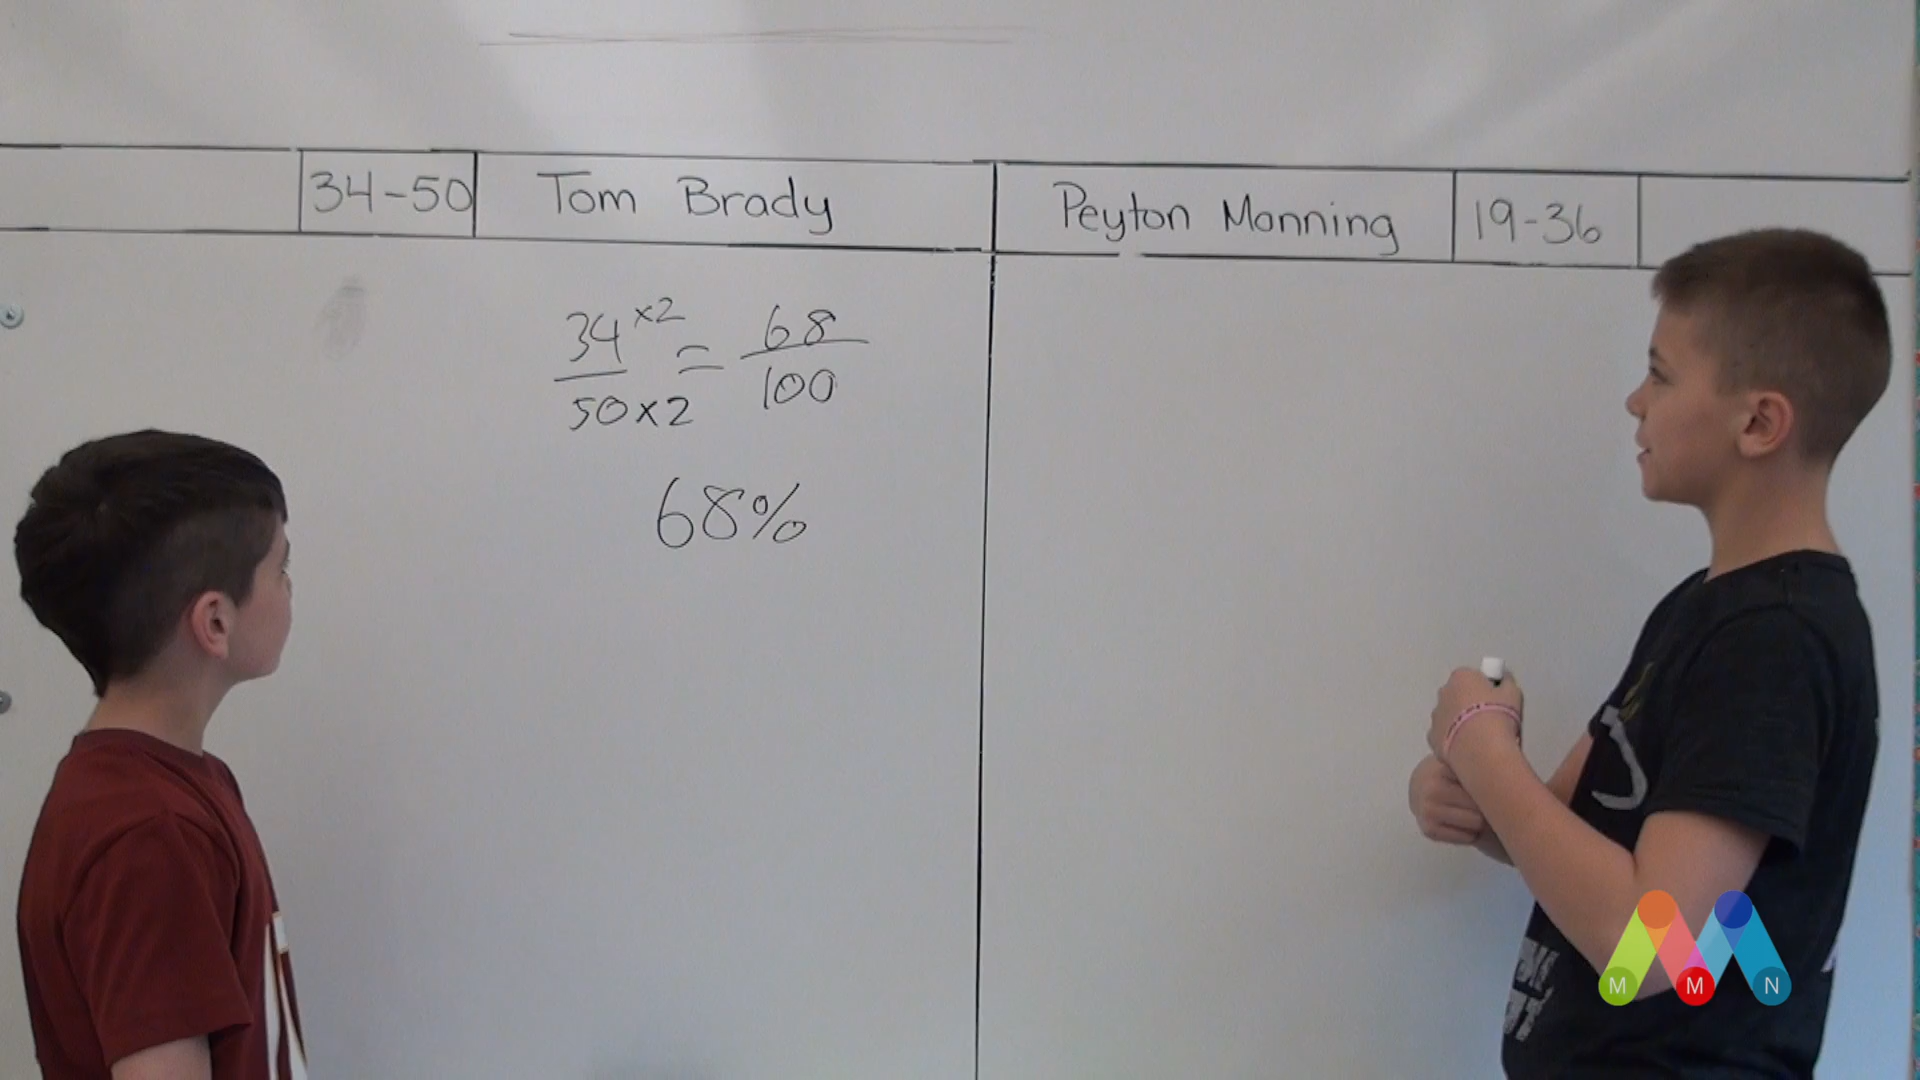 34-50 Tom Brady Peyton Manning 19-36
34 x2 = 68
50 x2 100
68%
M M N